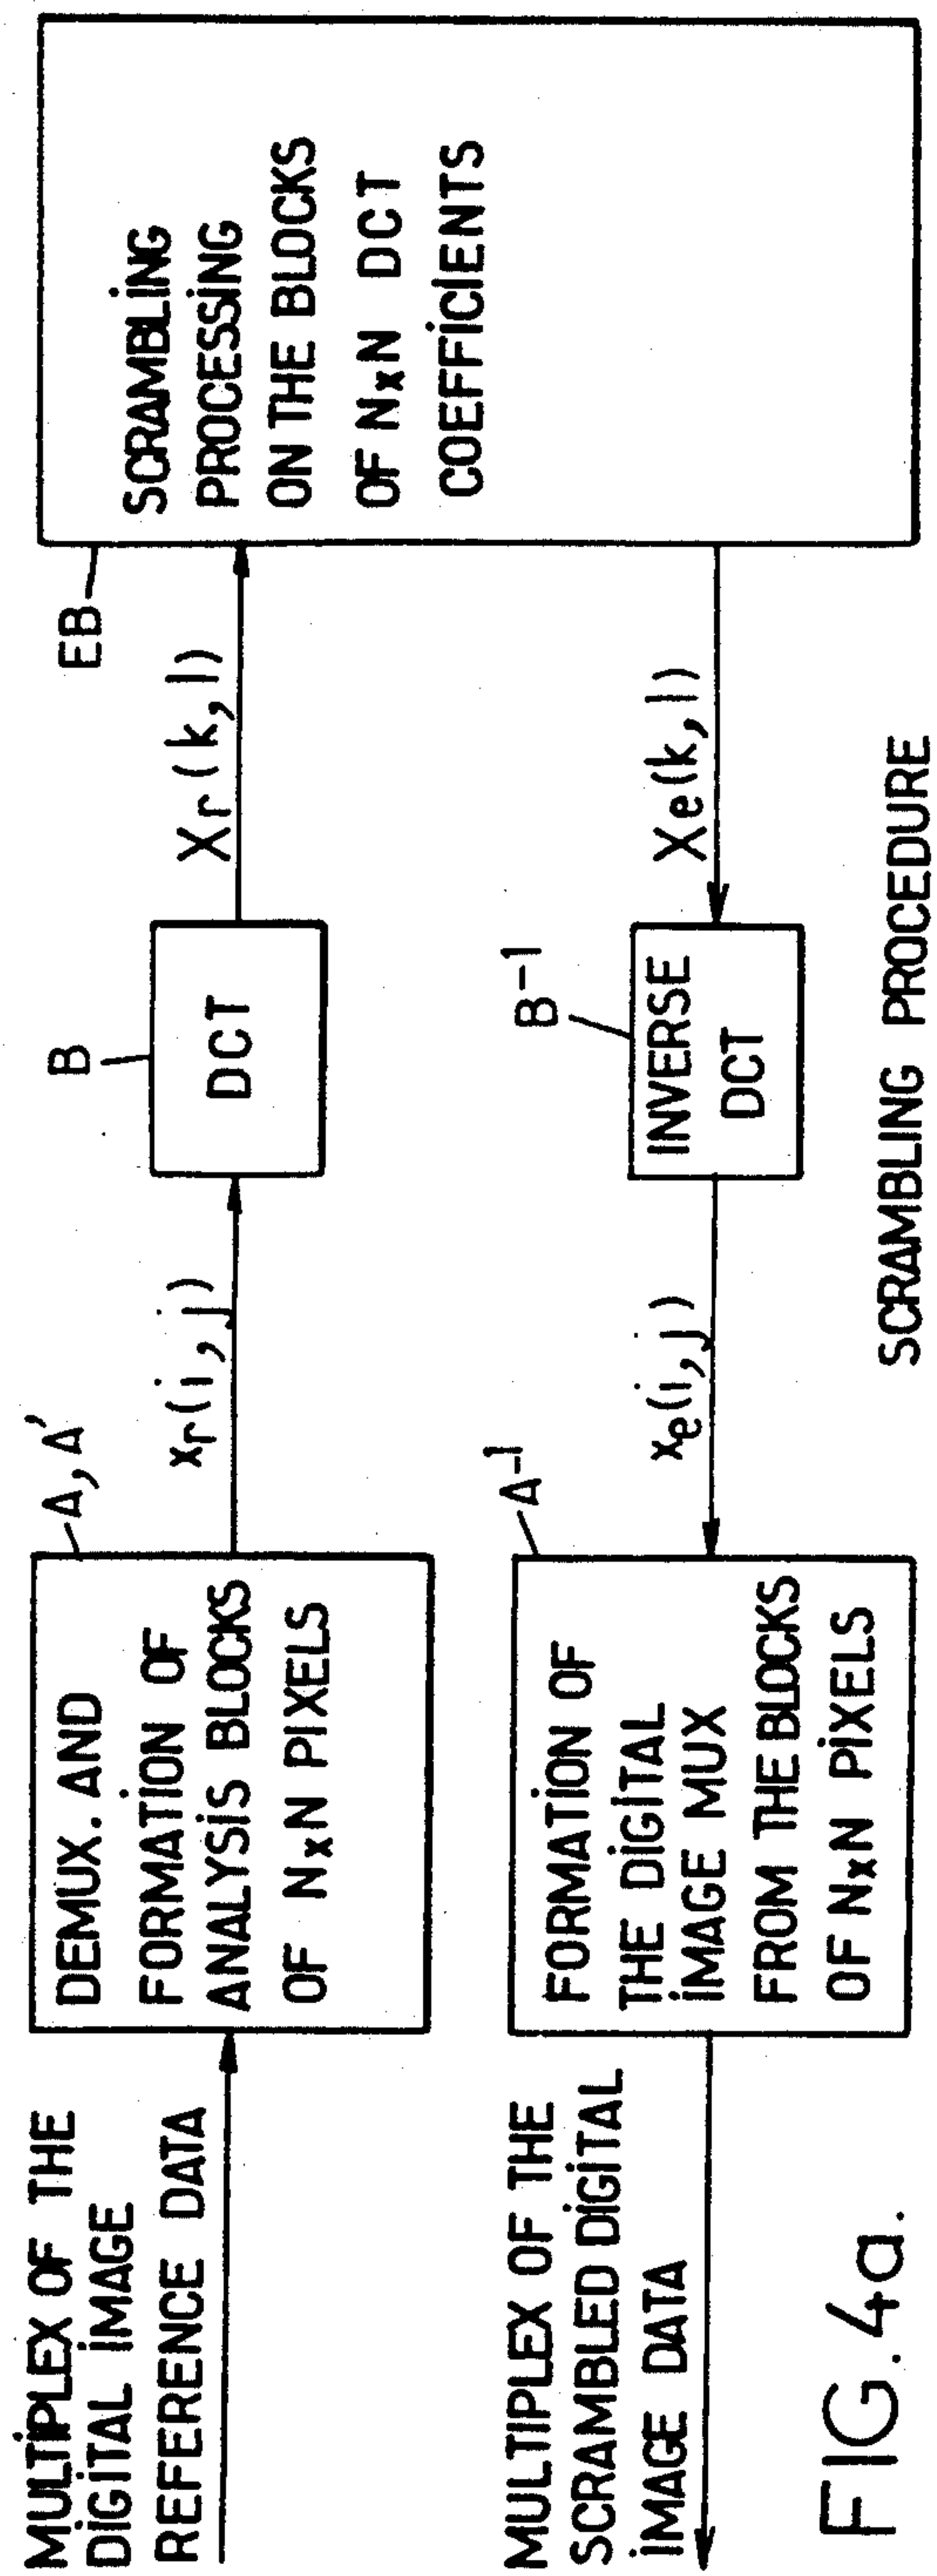 MULTIPLEX OF THE
DIGITAL IMAGE
REFERENCE DATA
DEMUX. AND
FORMATION OF
ANALYSIS BLOCKS
OF NxN PIXELS
A, A'
xr(i,j)
B
DCT
Xr(k,l)
EB
SCRAMBLING
PROCESSING
ON THE BLOCKS
OF NxN DCT
COEFFICIENTS
MULTIPLEX OF THE
SCRAMBLED DIGITAL
IMAGE DATA
FORMATION OF
THE DIGITAL
IMAGE MUX
FROM THE BLOCKS
OF NxN PIXELS
A-1
xe(i,j)
B-1
INVERSE
DCT
Xe(k,l)
FIG. 4a.
SCRAMBLING PROCEDURE